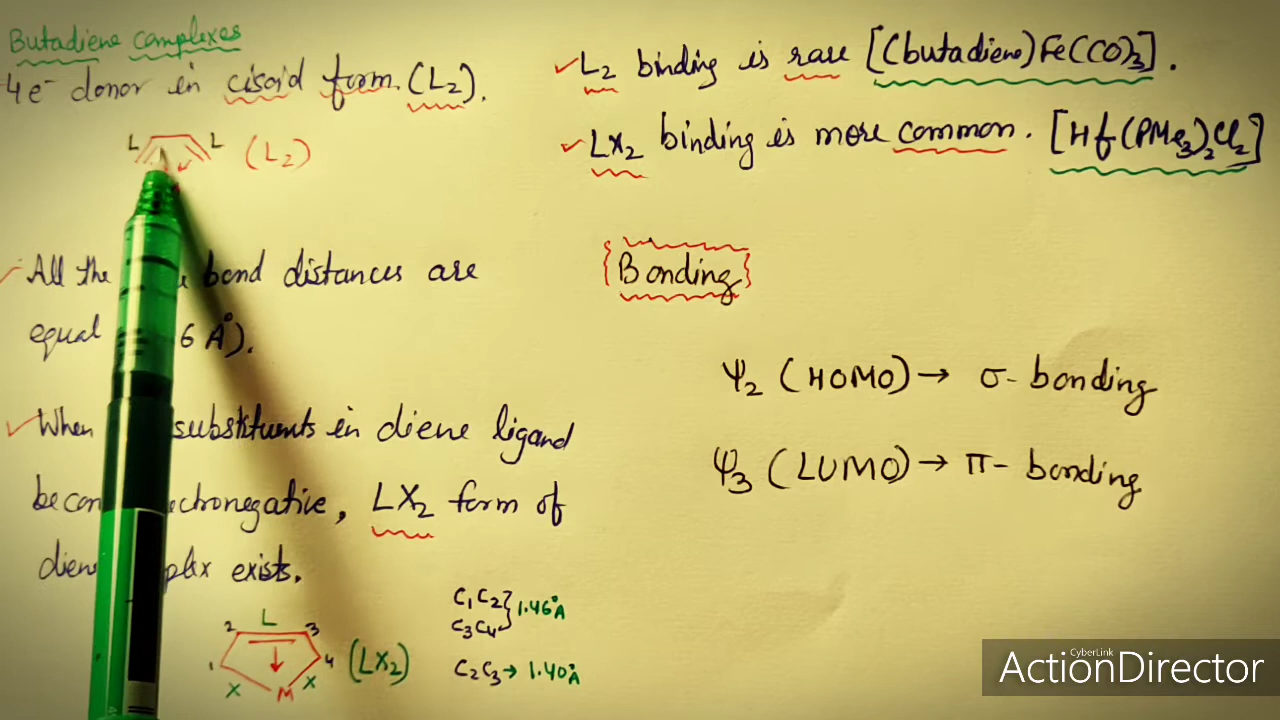 Butadiene complexes
4e⁻ donor in cisoid form. (L₂).
L L (L₂)
All the bond distances are
equal 6 A°).
When substituents in diene ligand
electronegative, LX₂ form of
diene complex exists.
2 L 3
1 4 (LX₂)
X M X
C₁C₂
C₃C₄ } 1.46°A
C₂C₃ → 1.40°A
L₂ binding is rare [(butadiene)Fe(CO)₃].
LX₂ binding is more common. [Hf(PMe₃)₂Cl₂]
{Bonding}
Ψ₂ (HOMO) → σ- bonding
Ψ₃ (LUMO) → π- bonding
CyberLink
ActionDirector